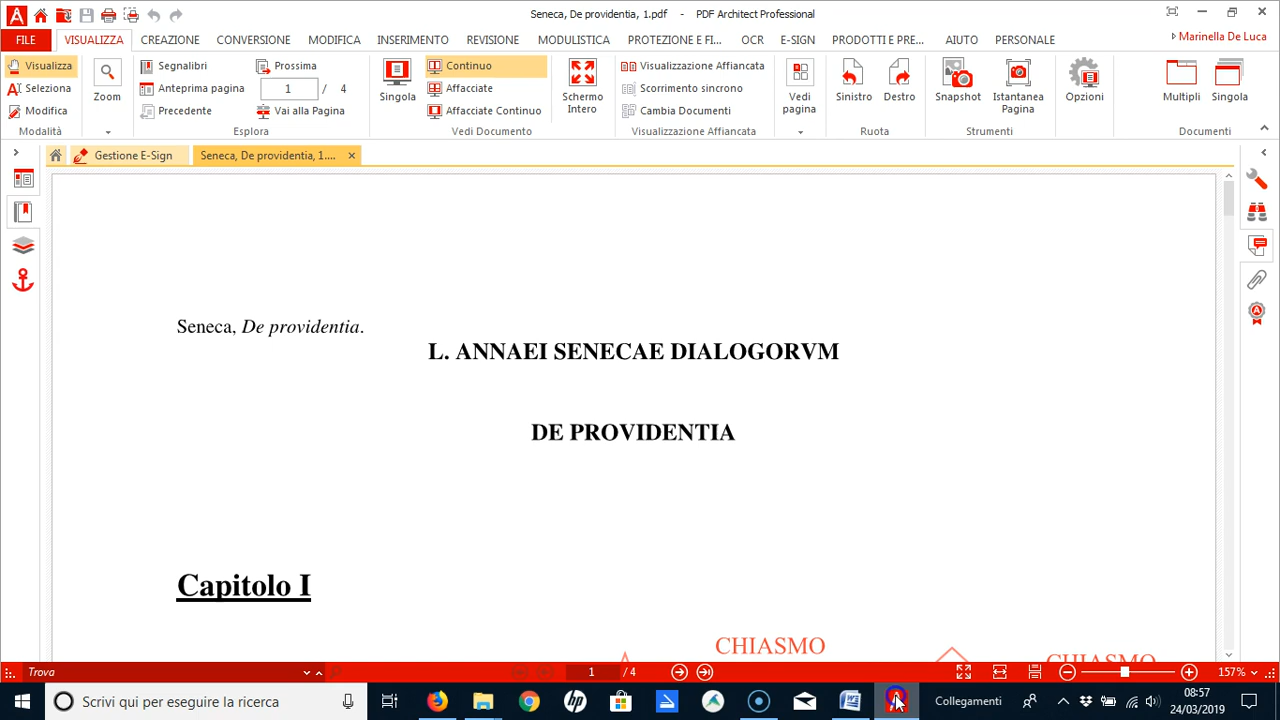 Seneca, De providentia, 1.pdf - PDF Architect Professional
FILE VISUALIZZA CREAZIONE CONVERSIONE MODIFICA INSERIMENTO REVISIONE MODULISTICA PROTEZIONE E FI... OCR E-SIGN PRODOTTI E PRE... AIUTO PERSONALE Marinella De Luca
Visualizza
Seleziona
Modifica
Modalità
Zoom
Segnalibri
Anteprima pagina
Precedente
Prossima
1 / 4
Vai alla Pagina
Esplora
Singola
Continuo
Affacciate
Affacciate Continuo
Vedi Documento
Schermo
Intero
Visualizzazione Affiancata
Scorrimento sincrono
Cambia Documenti
Visualizzazione Affiancata
Vedi
pagina
Sinistro
Destro
Ruota
Snapshot
Istantanea
Pagina
Strumenti
Opzioni
Multipli
Singola
Documenti
Gestione E-Sign
Seneca, De providentia, 1....
Seneca, De providentia.
L. ANNAEI SENECAE DIALOGORVM
DE PROVIDENTIA
Capitolo I
CHIASMO
CHIASMO
Trova
1 / 4
157%
Scrivi qui per eseguire la ricerca
hp
Collegamenti
08:57
24/03/2019